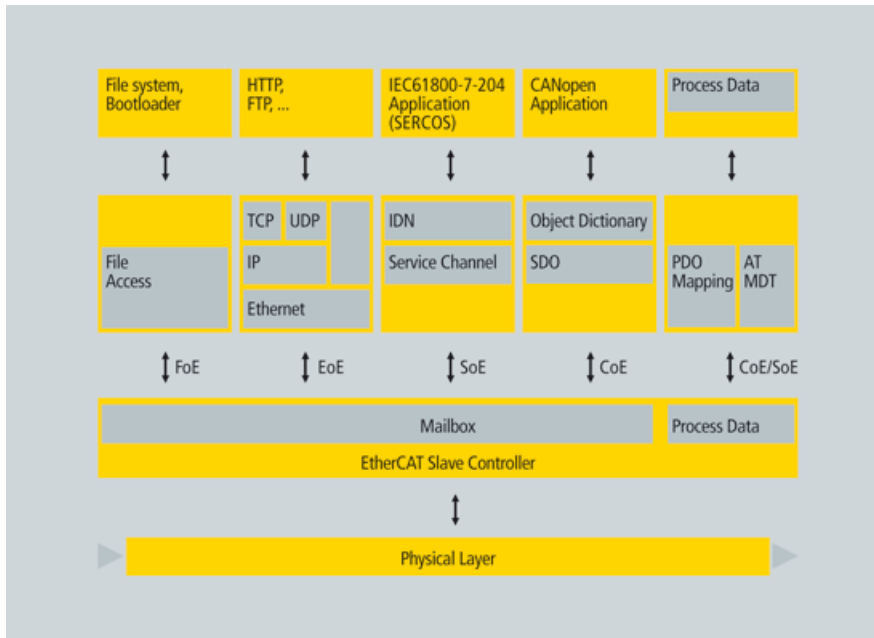 File system,
Bootloader
HTTP,
FTP, ...
IEC61800-7-204
Application
(SERCOS)
CANopen
Application
Process Data
File
Access
TCP
UDP
IP
Ethernet
IDN
Service Channel
Object Dictionary
SDO
PDO
Mapping
AT
MDT
FoE
EoE
SoE
CoE
CoE/SoE
Mailbox
Process Data
EtherCAT Slave Controller
Physical Layer